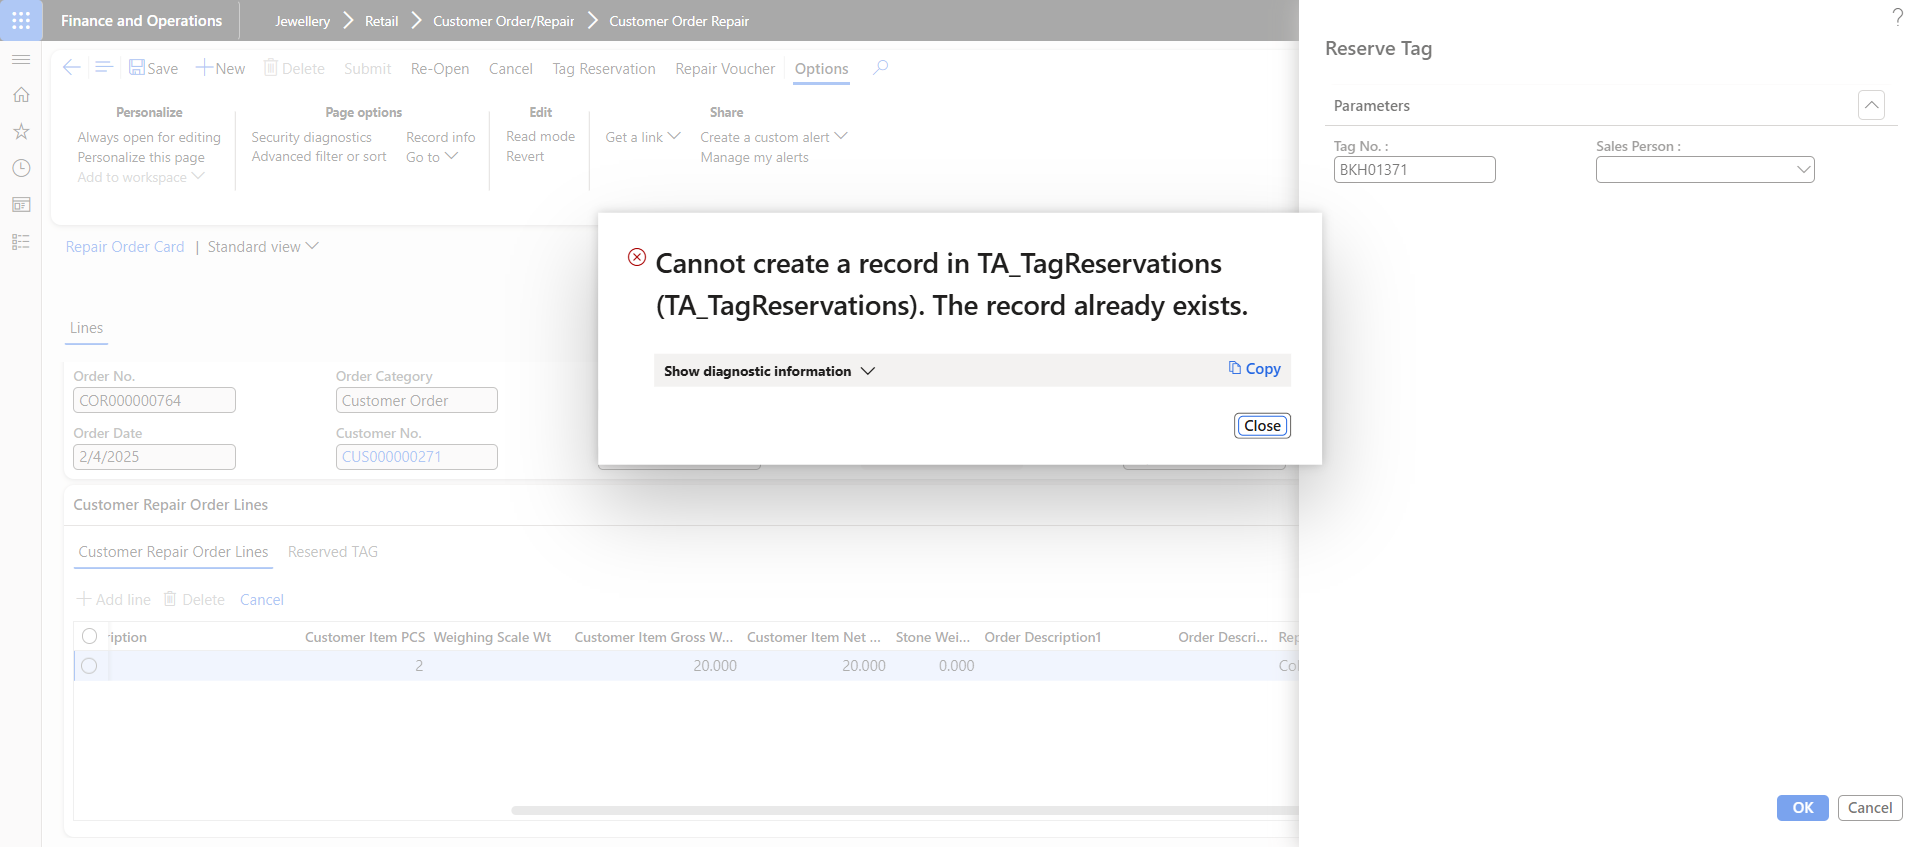 Finance and Operations
Jewellery Retail Customer Order/Repair Customer Order Repair
?
Reserve Tag
Save New Delete Submit Re-Open Cancel Tag Reservation Repair Voucher Options
Personalize
Always open for editing
Personalize this page
Add to workspace
Page options
Security diagnostics
Advanced filter or sort
Record info
Go to
Edit
Read mode
Revert
Share
Get a link
Create a custom alert
Manage my alerts
Parameters
Tag No. :
BKH01371
Sales Person :
Repair Order Card | Standard view
Cannot create a record in TA_TagReservations
(TA_TagReservations). The record already exists.
Show diagnostic information Copy
Close
Lines
Order No.
COR000000764
Order Category
Customer Order
Order Date
2/4/2025
Customer No.
CUS000000271
Customer Repair Order Lines
Customer Repair Order Lines Reserved TAG
Add line Delete Cancel
ription Customer Item PCS Weighing Scale Wt Customer Item Gross W... Customer Item Net ... Stone Wei... Order Description1 Order Descri... Rep
2 20.000 20.000 0.000 Col
OK Cancel